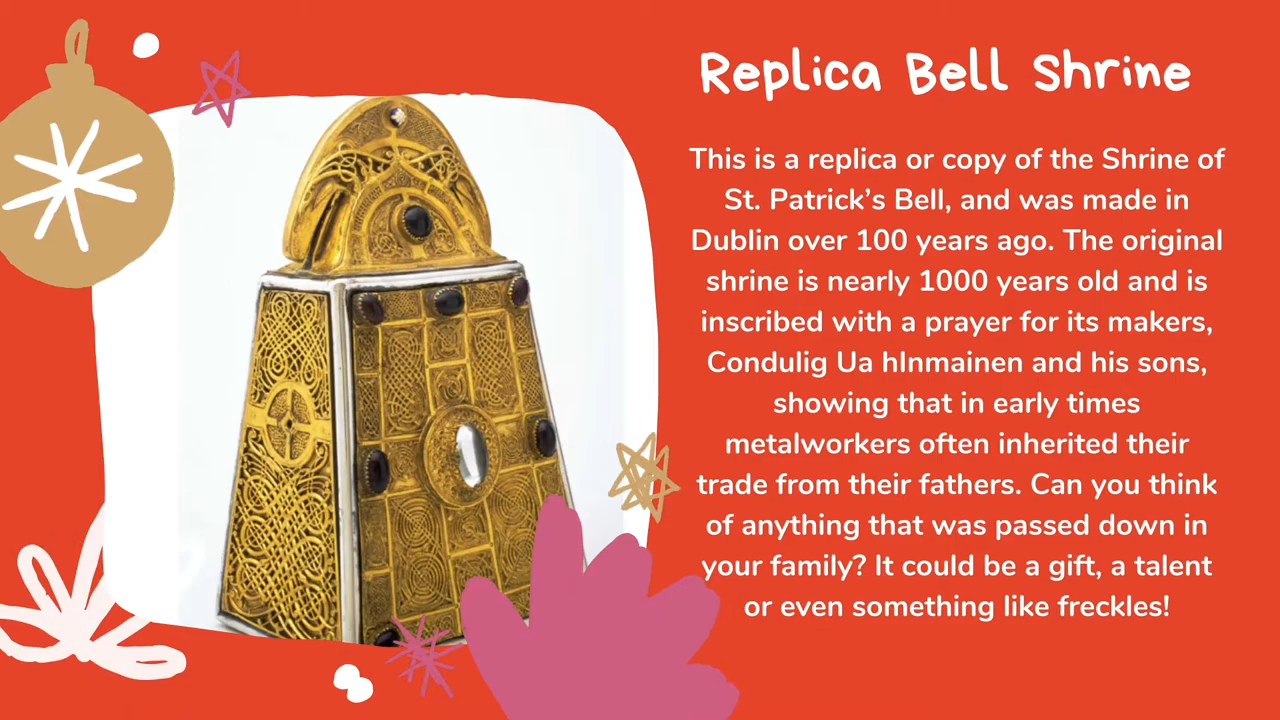 Replica Bell Shrine
This is a replica or copy of the Shrine of
St. Patrick’s Bell, and was made in
Dublin over 100 years ago. The original
shrine is nearly 1000 years old and is
inscribed with a prayer for its makers,
Condulig Ua hInmainen and his sons,
showing that in early times
metalworkers often inherited their
trade from their fathers. Can you think
of anything that was passed down in
your family? It could be a gift, a talent
or even something like freckles!